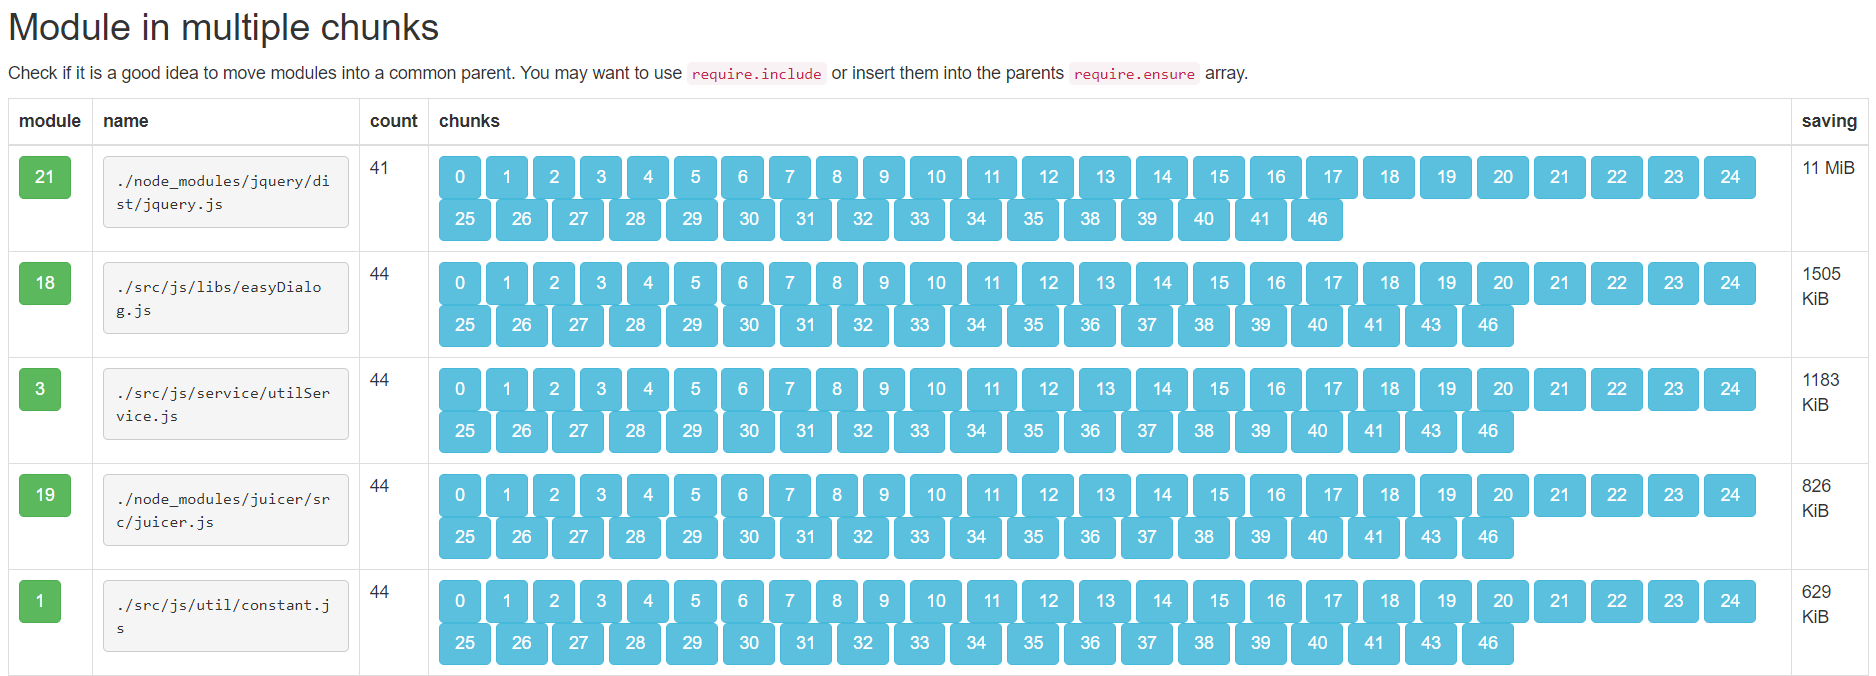 Module in multiple chunks
Check if it is a good idea to move modules into a common parent. You may want to use require.include or insert them into the parents require.ensure array.
module name count chunks saving
21 ./node_modules/jquery/di 41 0 1 2 3 4 5 6 7 8 9 10 11 12 13 14 15 16 17 18 19 20 21 22 23 24 11 MiB
st/jquery.js 25 26 27 28 29 30 31 32 33 34 35 38 39 40 41 46
18 ./src/js/libs/easyDialo 44 0 1 2 3 4 5 6 7 8 9 10 11 12 13 14 15 16 17 18 19 20 21 22 23 24 1505
g.js 25 26 27 28 29 30 31 32 33 34 35 36 37 38 39 40 41 43 46 KiB
3 ./src/js/service/utilSer 44 0 1 2 3 4 5 6 7 8 9 10 11 12 13 14 15 16 17 18 19 20 21 22 23 24 1183
vice.js 25 26 27 28 29 30 31 32 33 34 35 36 37 38 39 40 41 43 46 KiB
19 ./node_modules/juicer/sr 44 0 1 2 3 4 5 6 7 8 9 10 11 12 13 14 15 16 17 18 19 20 21 22 23 24 826
c/juicer.js 25 26 27 28 29 30 31 32 33 34 35 36 37 38 39 40 41 43 46 KiB
1 ./src/js/util/constant.j 44 0 1 2 3 4 5 6 7 8 9 10 11 12 13 14 15 16 17 18 19 20 21 22 23 24 629
s 25 26 27 28 29 30 31 32 33 34 35 36 37 38 39 40 41 43 46 KiB